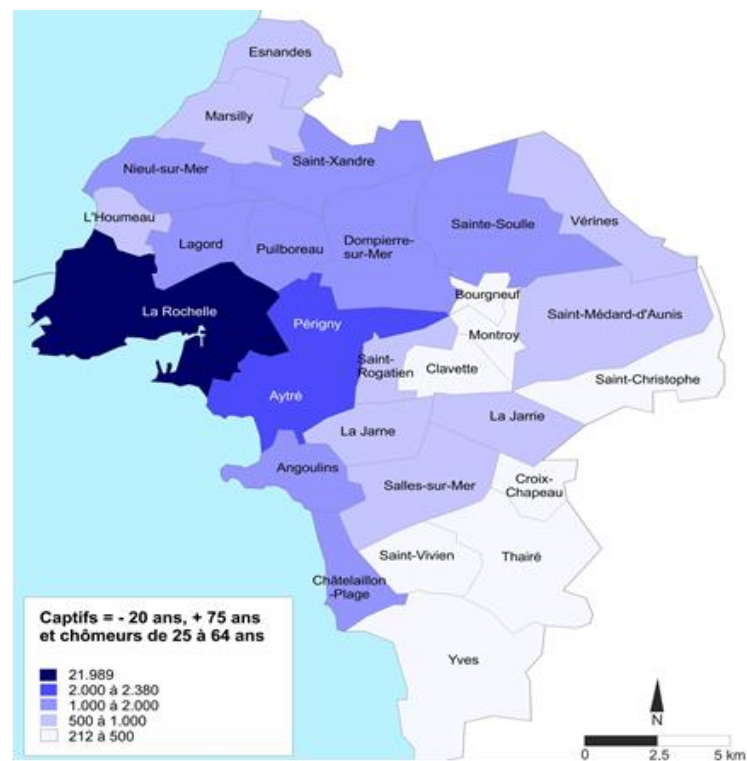 Esnandes
Marsilly
Saint-Xandre
Nieul-sur-Mer
L'Houmeau
Lagord
Puilboreau
Dompierre-
sur-Mer
Sainte-Soulle
Vérines
Bourgneuf
La Rochelle
Périgny
Montroy
Saint-Médard-d'Aunis
Saint-
Rogatien
Clavette
Saint-Christophe
Aytré
La Jarne
La Jarrie
Angoulins
Salles-sur-Mer
Croix-
Chapeau
Saint-Vivien
Thairé
Châtelaillon
-Plage
Yves
Captifs = - 20 ans, + 75 ans
et chômeurs de 25 à 64 ans
21.989
2.000 à 2.380
1.000 à 2.000
500 à 1.000
212 à 500
N
0 2.5 5 km